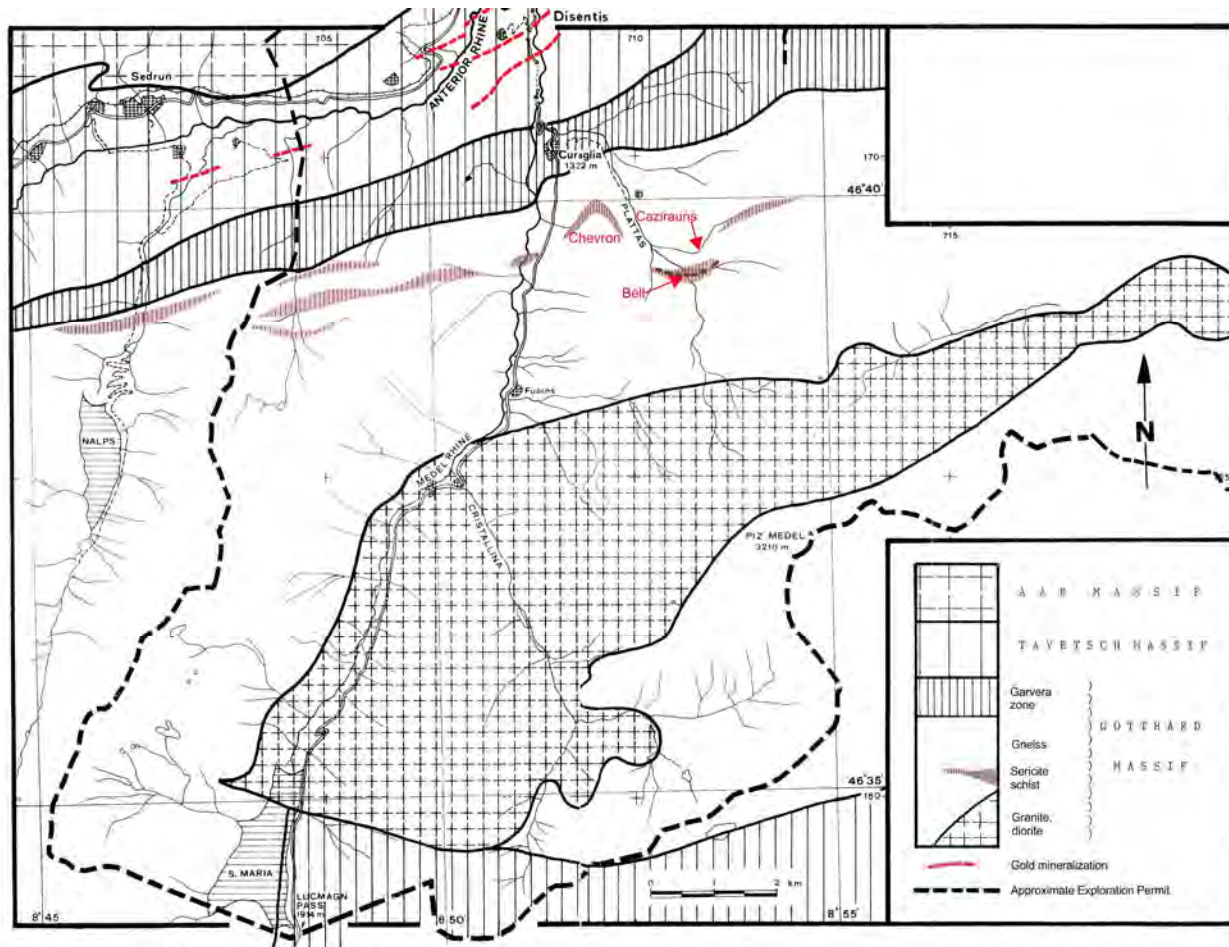 Disentis
705
710
Sedrun
ANTERIOR RHINE
Curaglia
1322 m
170
46°40'
PLATTAS
Cazirauns
Chevron
715
Bell
Fuorns
NALPS
MEDEL RHINE
CRISTALLINA
PIZ MEDEL
3210 m
N
AAR MASSIF
TAVETSCH MASSIF
Garvera
zone
Gneiss
GOTTHARD
MASSIF
Sericite
schist
Granite,
diorite
Gold mineralization
Approximate Exploration Permit
46°35'
160
S. MARIA
LUCMAGN
PASS
1914 m
0 1 2 km
8°45
8°50'
8°55